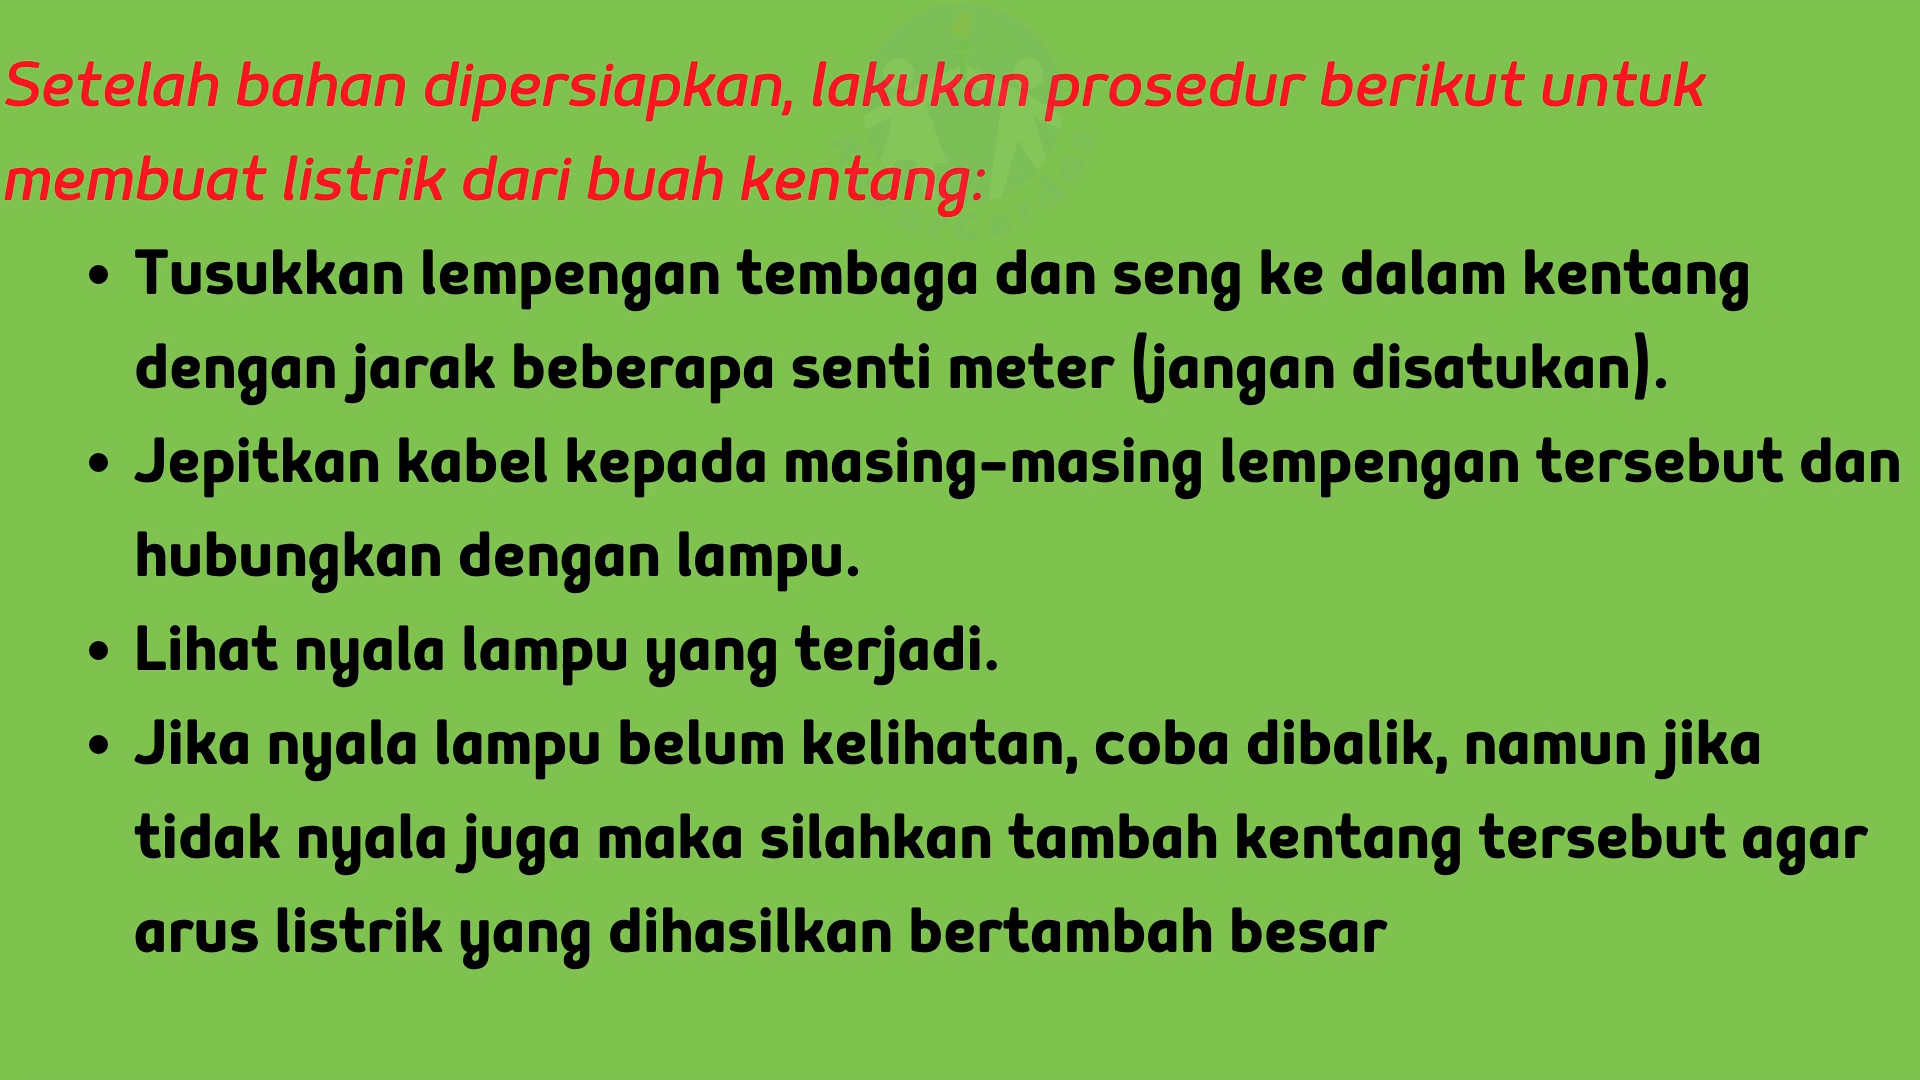 Setelah bahan dipersiapkan, lakukan prosedur berikut untuk
membuat listrik dari buah kentang:
• Tusukkan lempengan tembaga dan seng ke dalam kentang
dengan jarak beberapa senti meter (jangan disatukan).
• Jepitkan kabel kepada masing-masing lempengan tersebut dan
hubungkan dengan lampu.
• Lihat nyala lampu yang terjadi.
• Jika nyala lampu belum kelihatan, coba dibalik, namun jika
tidak nyala juga maka silahkan tambah kentang tersebut agar
arus listrik yang dihasilkan bertambah besar